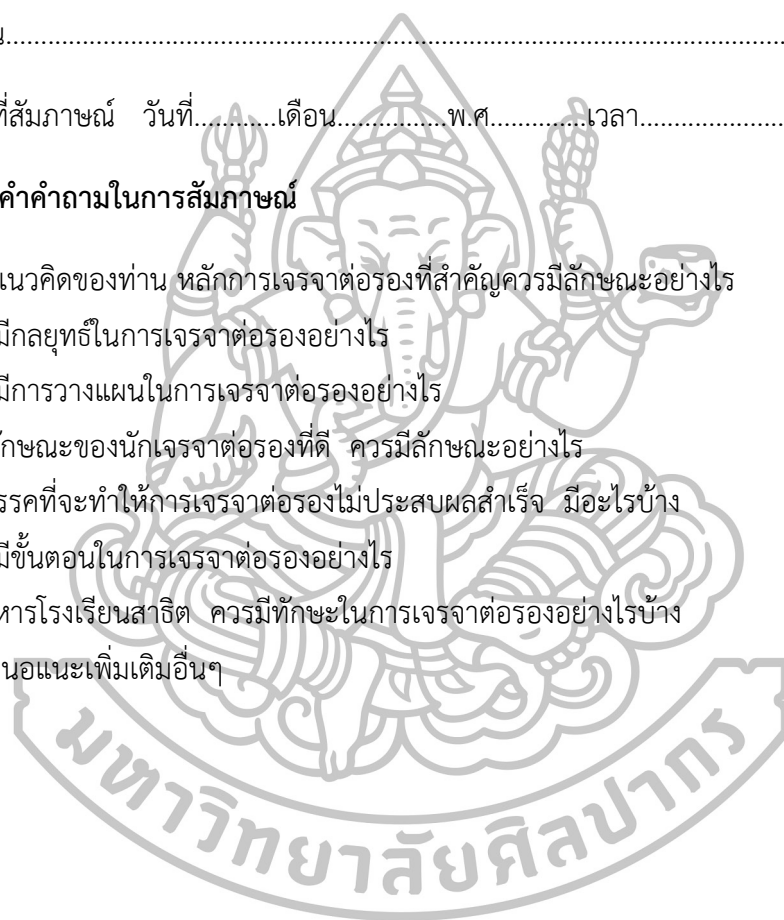 น..............................................................................................................
ที่สัมภาษณ์ วันที่............เดือน................พ.ศ..............เวลา.....................
คำคำถามในการสัมภาษณ์
แนวคิดของท่าน หลักการเจรจาต่อรองที่สำคัญควรมีลักษณะอย่างไร
มีกลยุทธ์ในการเจรจาต่อรองอย่างไร
มีการวางแผนในการเจรจาต่อรองอย่างไร
ักษณะของนักเจรจาต่อรองที่ดี ควรมีลักษณะอย่างไร
รรคที่จะทำให้การเจรจาต่อรองไม่ประสบผลสำเร็จ มีอะไรบ้าง
มีขั้นตอนในการเจรจาต่อรองอย่างไร
หารโรงเรียนสาธิต ควรมีทักษะในการเจรจาต่อรองอย่างไรบ้าง
นอแนะเพิ่มเติมอื่นๆ
มหาวิทยาลัยศิลปากร